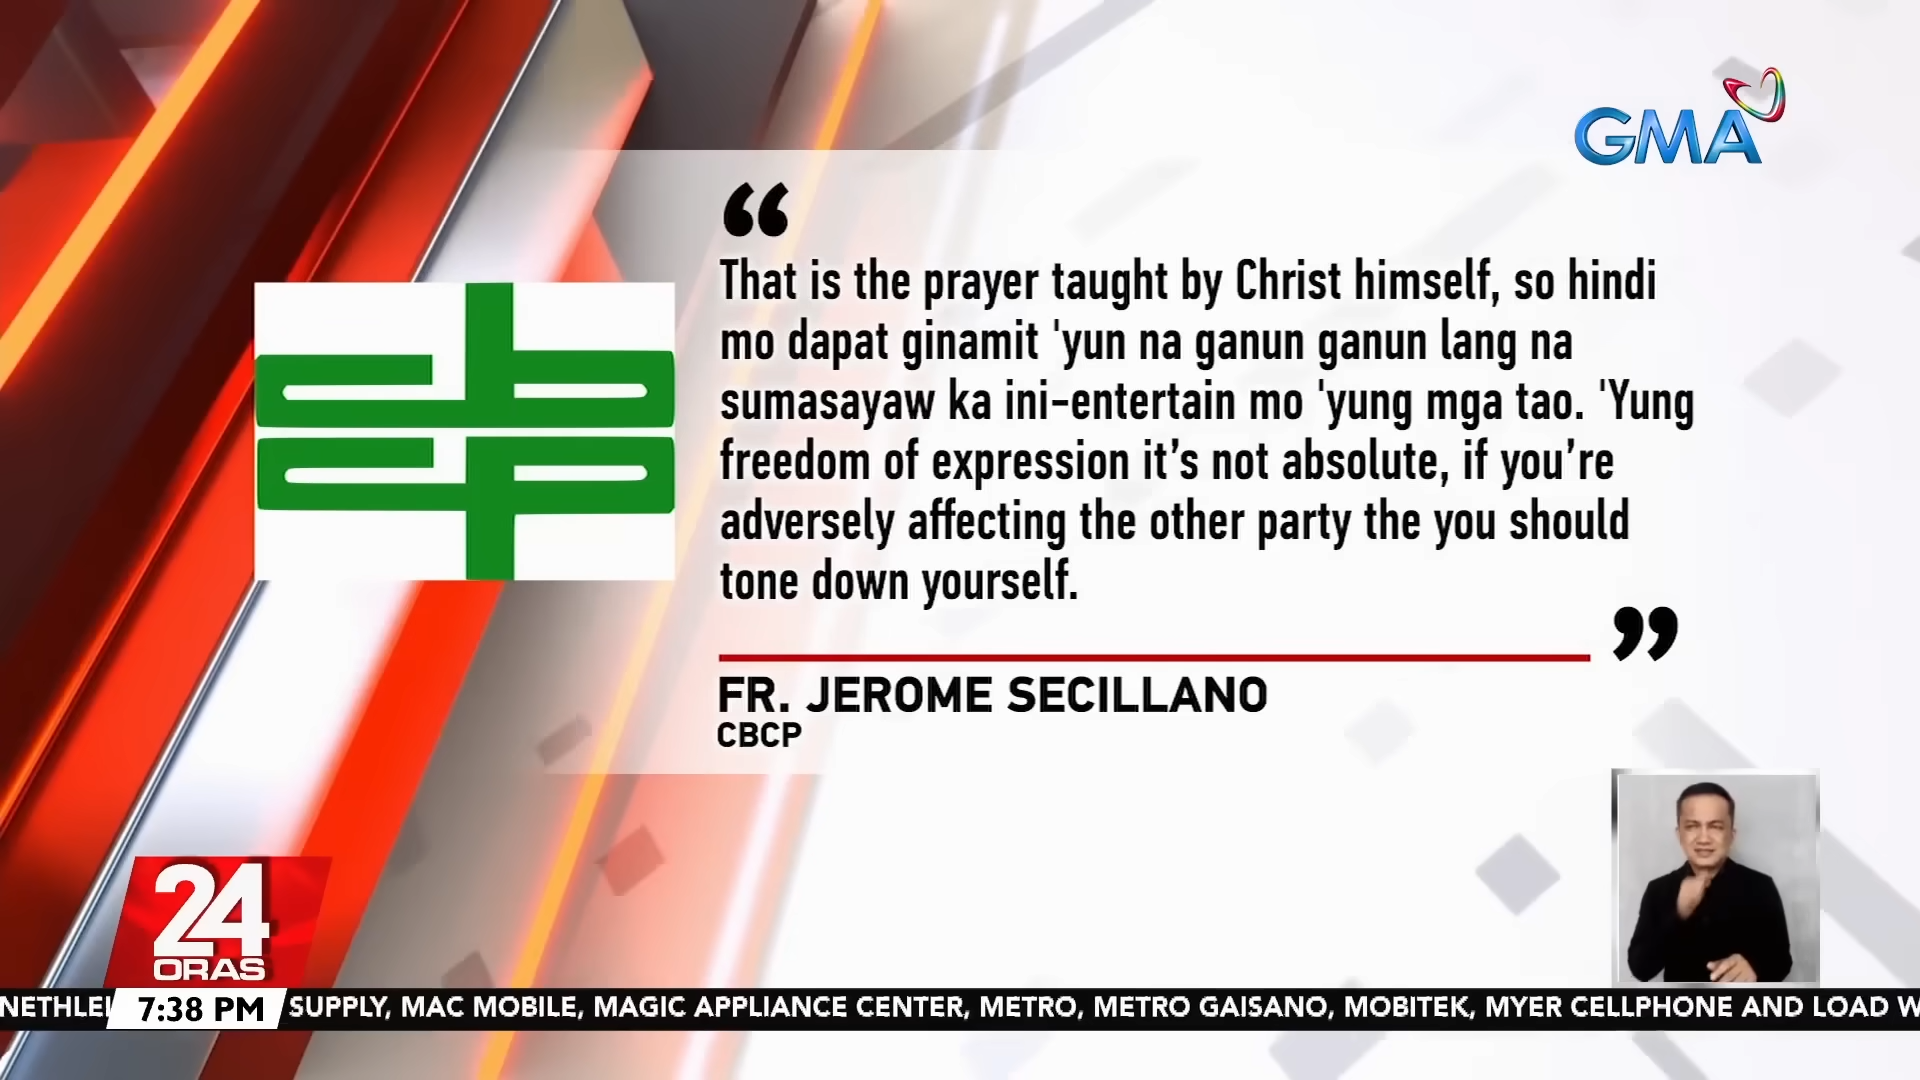 GMA
“
That is the prayer taught by Christ himself, so hindi
mo dapat ginamit 'yun na ganun ganun lang na
sumasayaw ka ini-entertain mo 'yung mga tao. 'Yung
freedom of expression it’s not absolute, if you’re
adversely affecting the other party the you should
tone down yourself.
”
FR. JEROME SECILLANO
CBCP
cb
cp
24
ORAS
7:38 PM
SUPPLY, MAC MOBILE, MAGIC APPLIANCE CENTER, METRO, METRO GAISANO, MOBITEK, MYER CELLPHONE AND LOAD